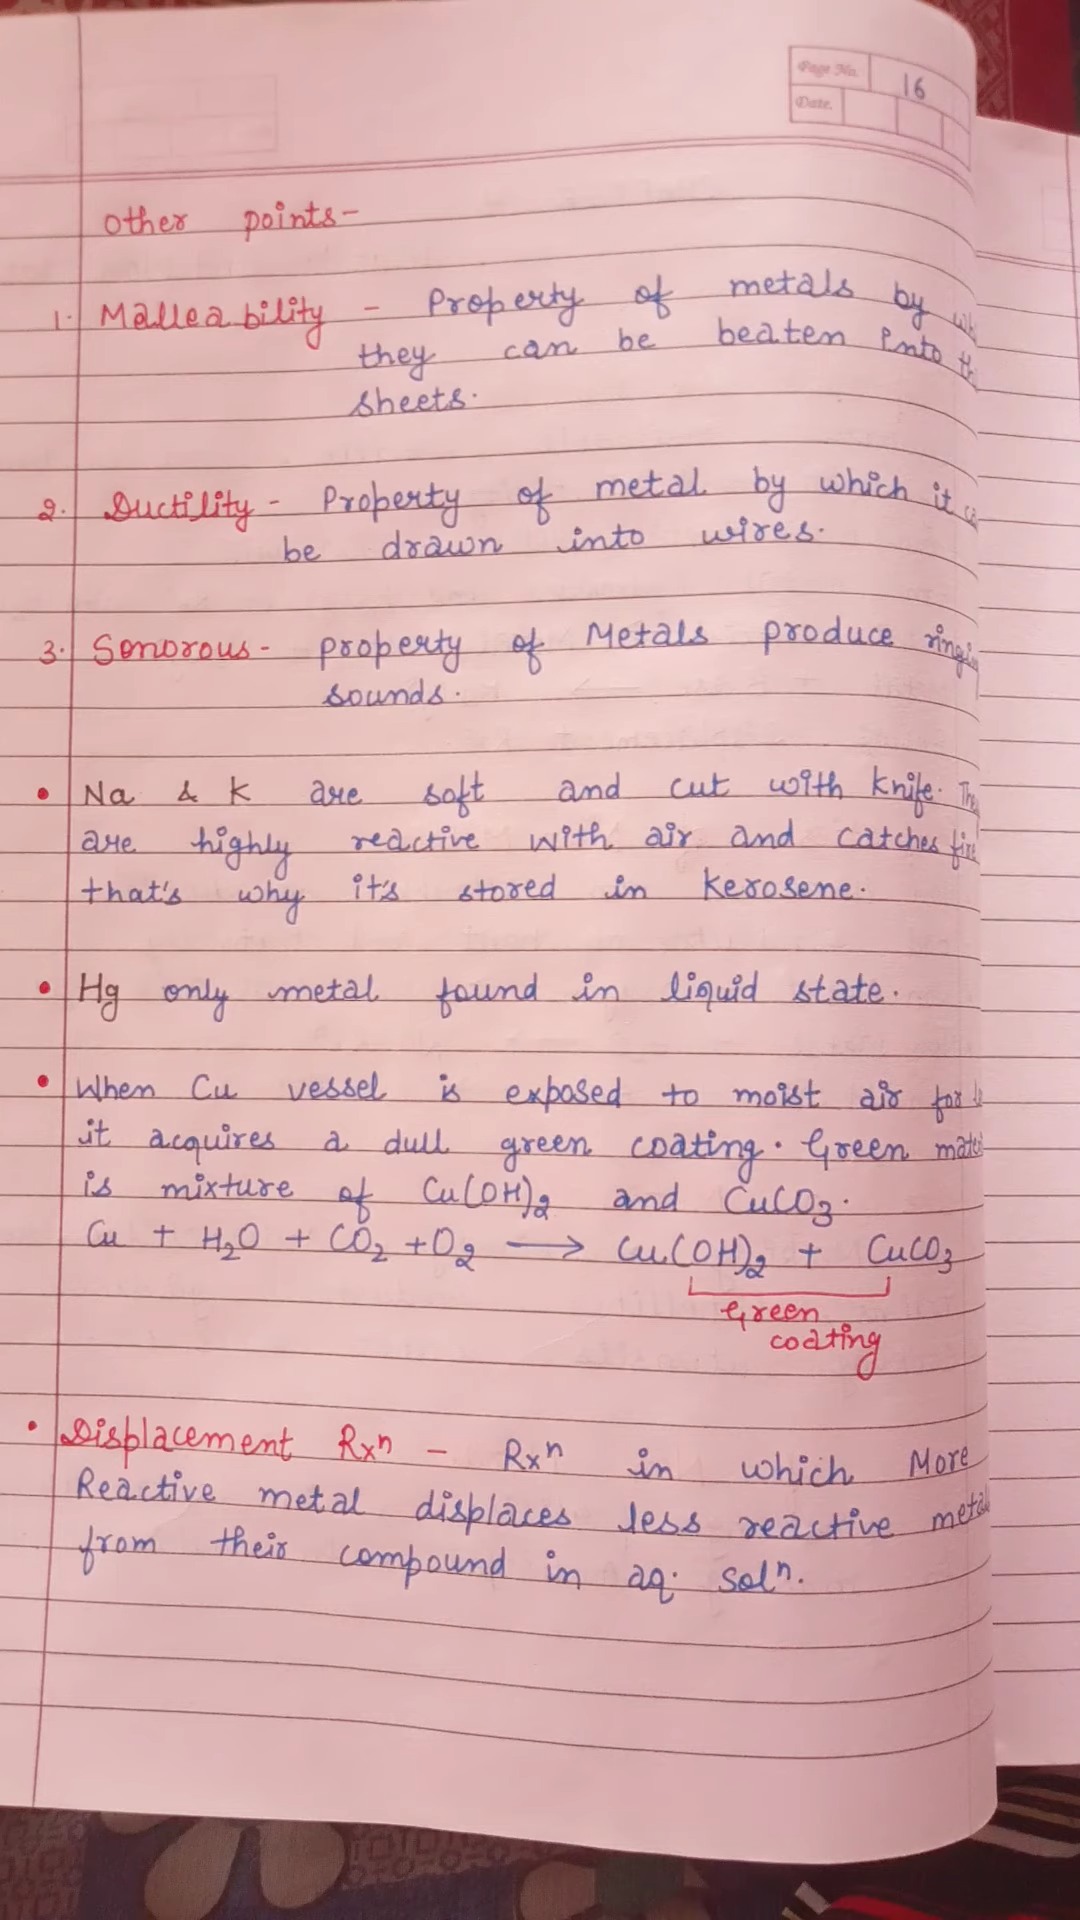 Page No. 16
Date.
Other points-
1. Malleability - Property of metals by
they can be beaten into
sheets.
2. Ductility - Property of metal by which it
be drawn into wires.
3. Sonorous - property of Metals produce
sounds.
• Na & K are soft and cut with knife.
are highly reactive with air and catches
that's why it's stored in kerosene.
• Hg only metal found in liquid state.
• When Cu vessel is exposed to moist air for
it acquires a dull green coating. Green
is mixture of Cu(OH)₂ and CuCO₃.
Cu + H₂O + CO₂ + O₂ ⟶ Cu(OH)₂ + CuCO₃
Green
coating
• Displacement Rxⁿ - Rxⁿ in which More
Reactive metal displaces less reactive
from their compound in aq. solⁿ.